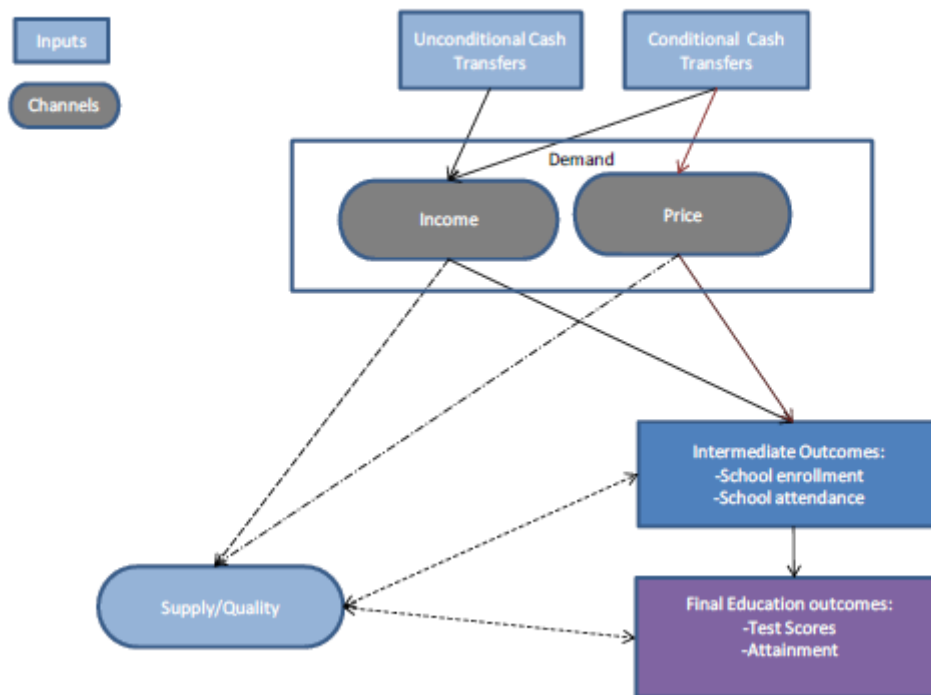 Inputs
Channels
Unconditional Cash
Transfers
Conditional Cash
Transfers
Demand
Income
Price
Intermediate Outcomes:
-School enrollment
-School attendance
Supply/Quality
Final Education outcomes:
-Test Scores
-Attainment